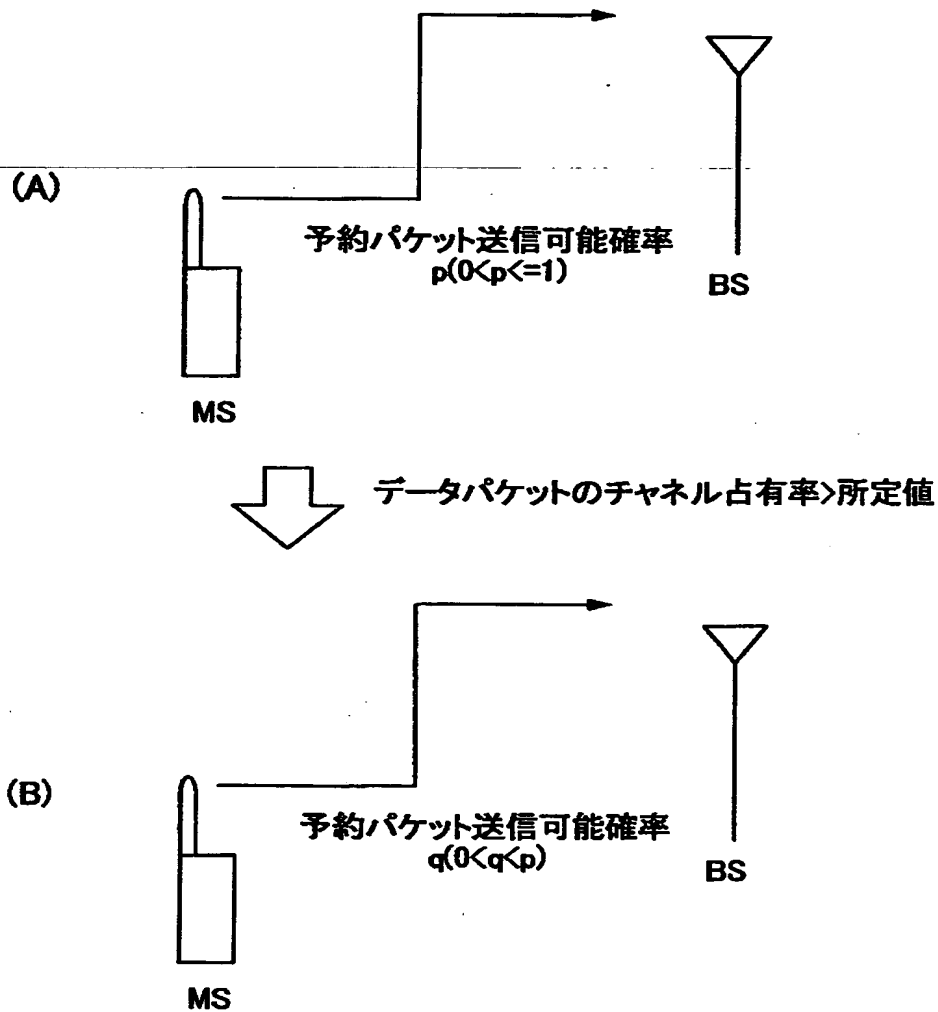 (A)
予約パケット送信可能確率
p(0<p<=1)
BS
MS
データパケットのチャネル占有率>所定値
(B)
予約パケット送信可能確率
q(0<q<p)
BS
MS